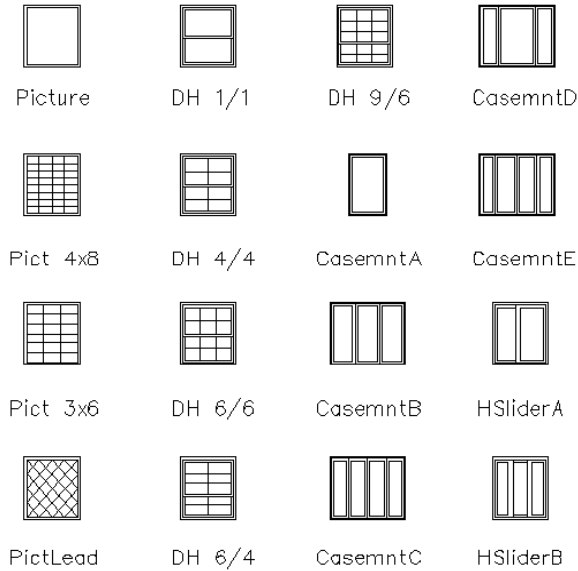 Picture DH 1/1 DH 9/6 CasemntD
Pict 4x8 DH 4/4 CasemntA CasemntE
Pict 3x6 DH 6/6 CasemntB HSliderA
PictLead DH 6/4 CasemntC HSliderB